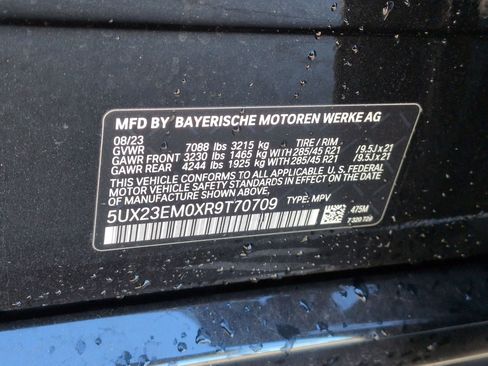 MFD BY BAYERISCHE MOTOREN WERKE AG
08/23
GVWR 7088 lbs 3215 kg TIRE / RIM
GAWR FRONT 3230 lbs 1465 kg WITH 285/45 R21 /9.5Jx21
GAWR REAR 4244 lbs 1925 kg WITH 285/45 R21 /9.5Jx21
THIS VEHICLE CONFORMS TO ALL APPLICABLE U.S. FEDERAL
MOTOR VEHICLE SAFETY STANDARDS IN EFFECT ON THE DATE
OF MANUFACTURE SHOWN ABOVE.
5UX23EM0XR9T70709 TYPE: MPV 475M
7320729